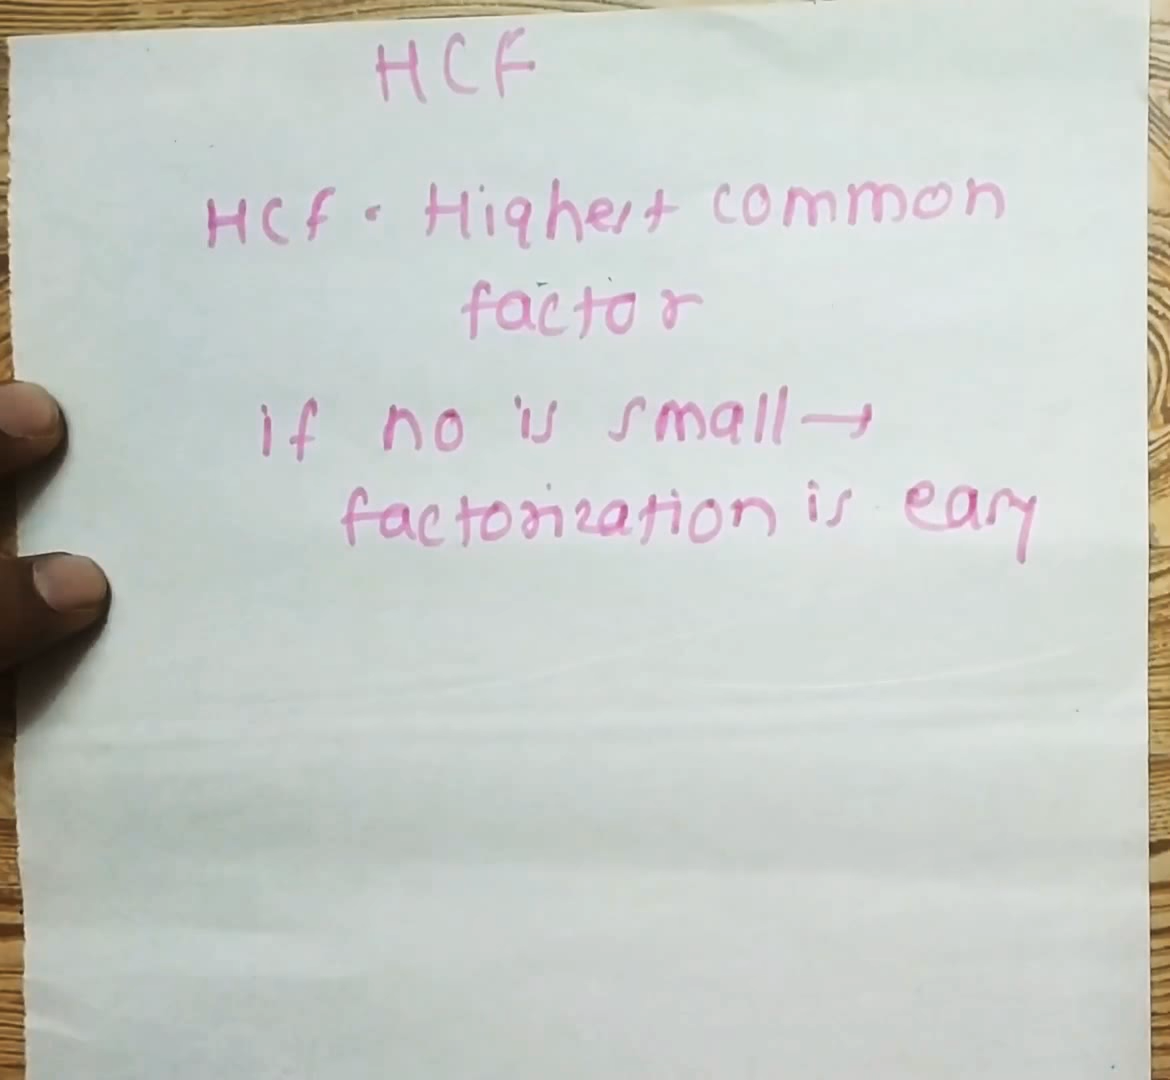 HCF
HCf • Highest common
factor
if no is small →
factorization is easy